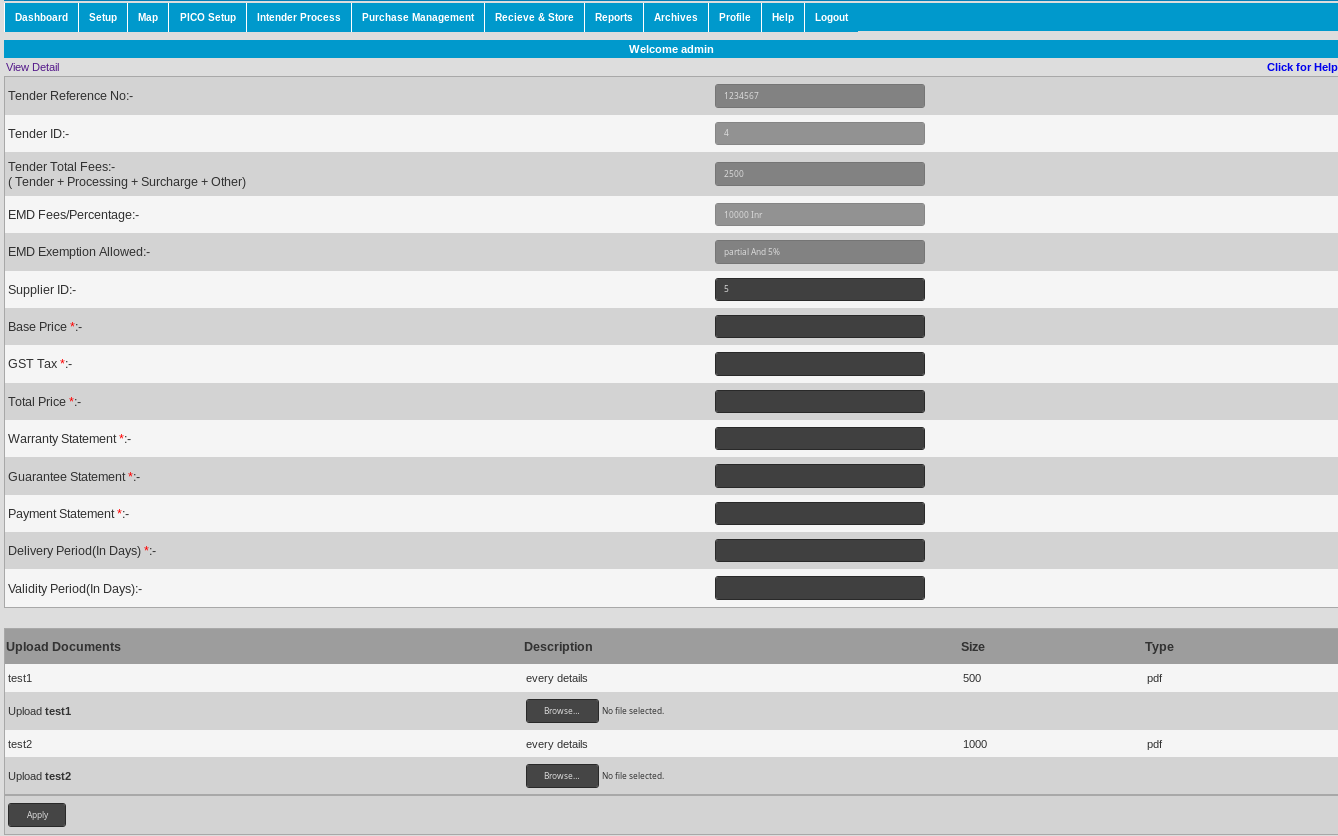 Dashboard Setup Map PICO Setup Intender Process Purchase Management Recieve & Store Reports Archives Profile Help Logout
Welcome admin
View Detail Click for Help
Tender Reference No:- 1234567
Tender ID:- 4
Tender Total Fees:-
( Tender + Processing + Surcharge + Other) 2500
EMD Fees/Percentage:- 10000 Inr
EMD Exemption Allowed:- partial And 5%
Supplier ID:- 5
Base Price *:-
GST Tax *:-
Total Price *:-
Warranty Statement *:-
Guarantee Statement *:-
Payment Statement *:-
Delivery Period(In Days) *:-
Validity Period(In Days):-
Upload Documents Description Size Type
test1 every details 500 pdf
Upload test1 Browse... No file selected.
test2 every details 1000 pdf
Upload test2 Browse... No file selected.
Apply